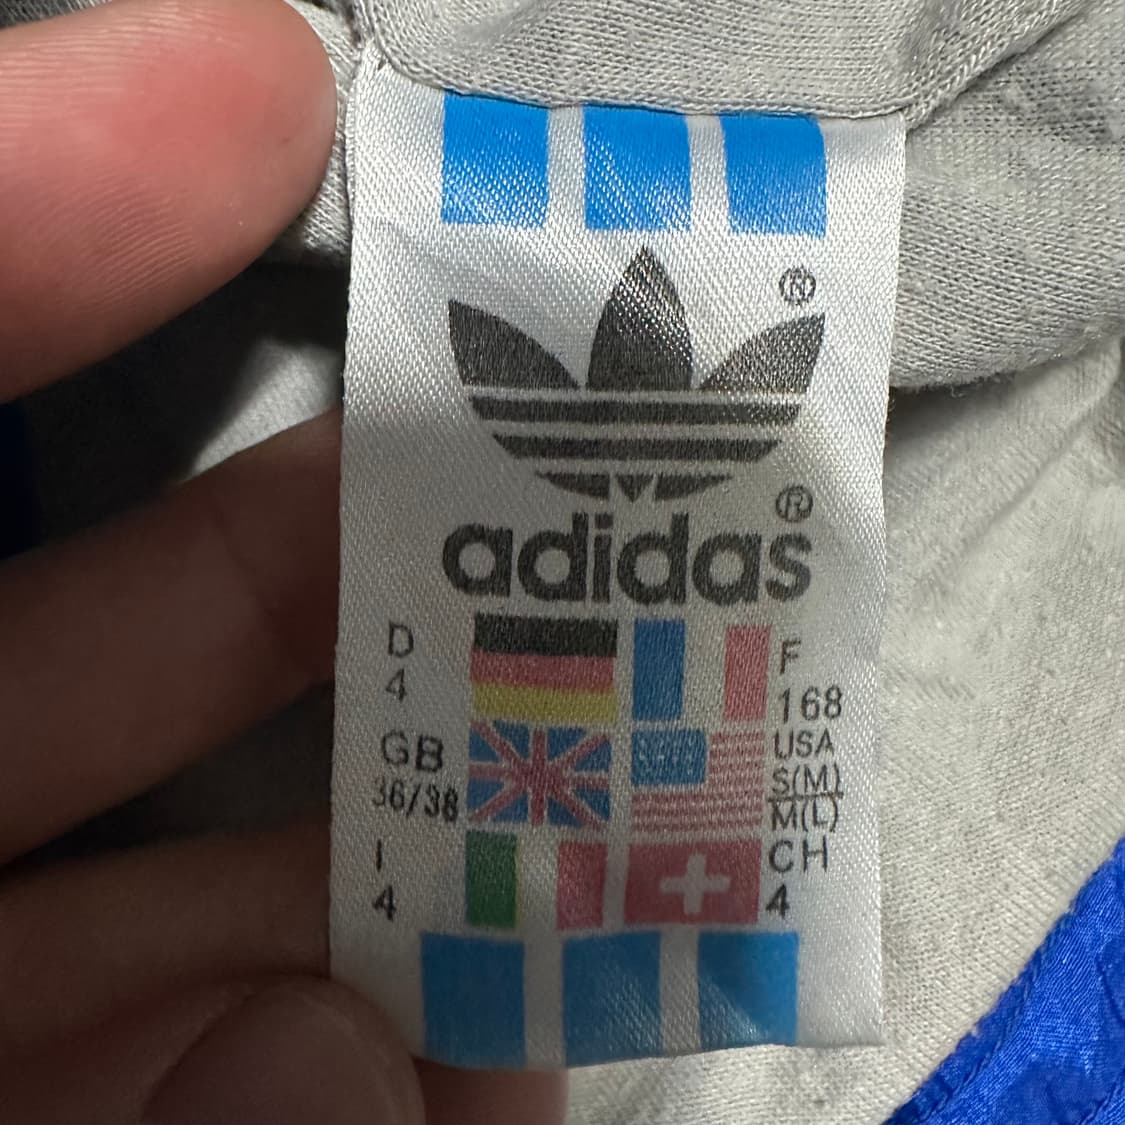 ®
®
adidas
D
4
F
168
GB
36/38
USA
S(M)
M(L)
I
4
CH
4